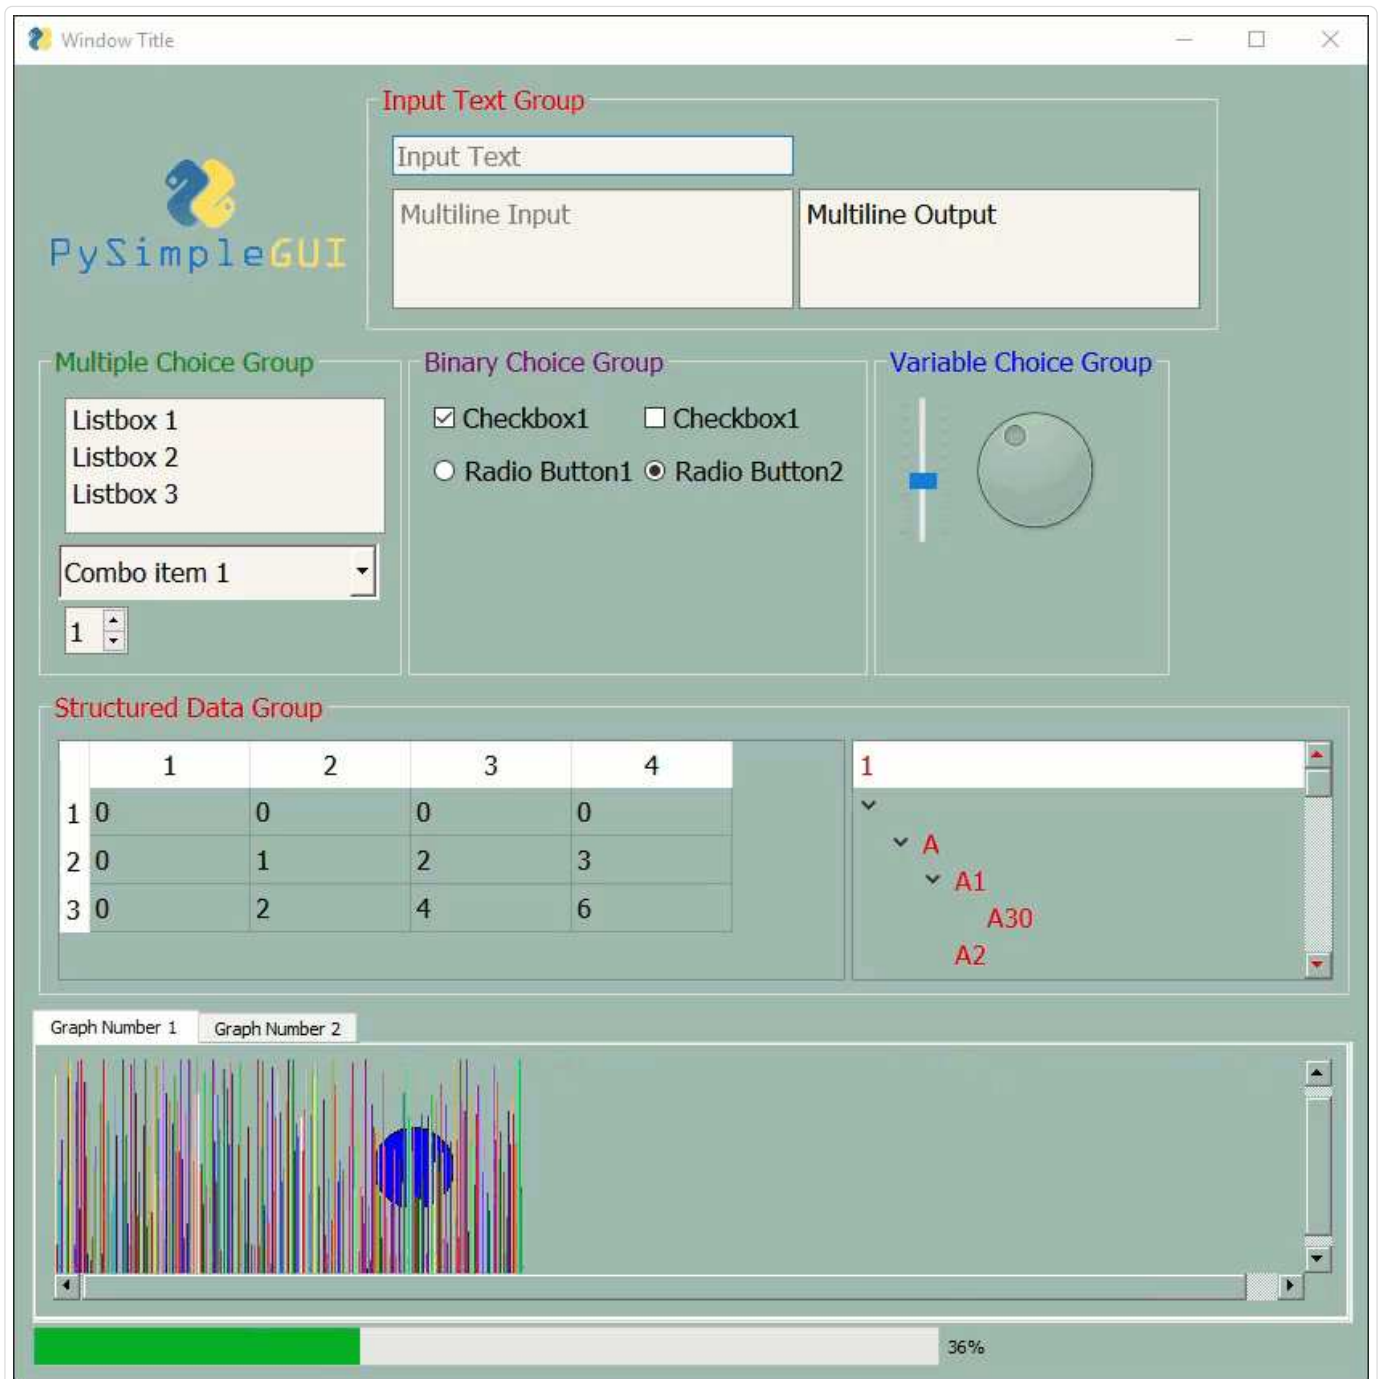 Window Title
Input Text Group
Input Text
Multiline Input
Multiline Output
PySimpleGUI
Multiple Choice Group
Listbox 1
Listbox 2
Listbox 3
Combo item 1
1
Binary Choice Group
Checkbox1 Checkbox1
Radio Button1 Radio Button2
Variable Choice Group
Structured Data Group
1 2 3 4
1 0 0 0 0
2 0 1 2 3
3 0 2 4 6
1
A
A1
A30
A2
Graph Number 1 Graph Number 2
36%